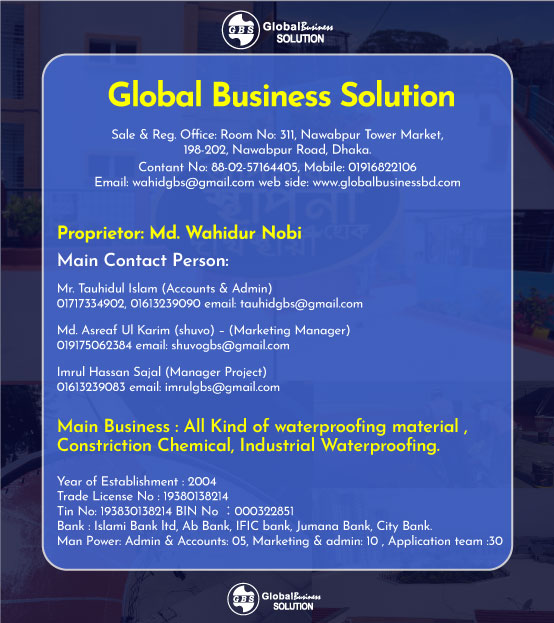 GBS
Global Business
SOLUTION
Global Business Solution
Sale & Reg. Office: Room No: 311, Nawabpur Tower Market,
198-202, Nawabpur Road, Dhaka.
Contant No: 88-02-57164405, Mobile: 01916822106
Email: wahidgbs@gmail.com web side: www.globalbusinessbd.com
স্থাপনা
Proprietor: Md. Wahidur Nobi
Main Contact Person:
Mr. Tauhidul Islam (Accounts & Admin)
01717334902, 01613239090 email: tauhidgbs@gmail.com
Md. Asreaf Ul Karim (shuvo) – (Marketing Manager)
019175062384 email: shuvogbs@gmail.com
Imrul Hassan Sajal (Manager Project)
01613239083 email: imrulgbs@gmail.com
Main Business : All Kind of waterproofing material ,
Constriction Chemical, Industrial Waterproofing.
Year of Establishment : 2004
Trade License No : 19380138214
Tin No: 193830138214 BIN No : 000322851
Bank : Islami Bank ltd, Ab Bank, IFIC bank, Jumana Bank, City Bank.
Man Power: Admin & Accounts: 05, Marketing & admin: 10 , Application team :30
GBS
Global Business
SOLUTION